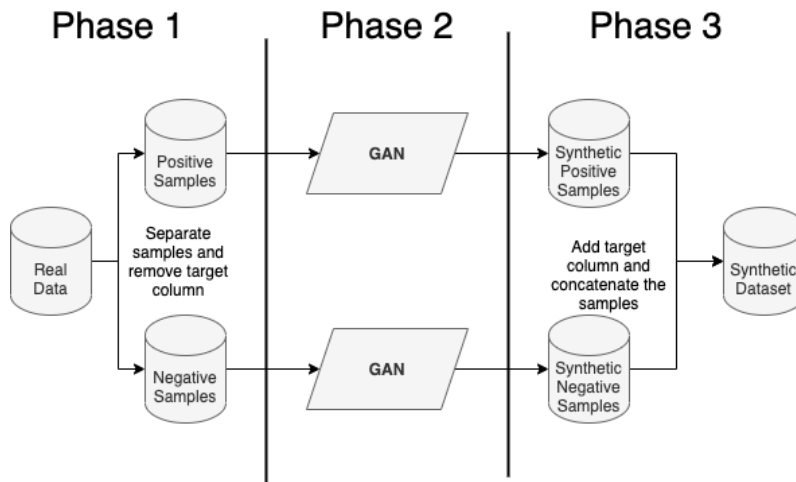 Phase 1
Phase 2
Phase 3
Real
Data
Positive
Samples
Separate
samples and
remove target
column
Negative
Samples
GAN
GAN
Synthetic
Positive
Samples
Add target
column and
concatenate the
samples
Synthetic
Negative
Samples
Synthetic
Dataset